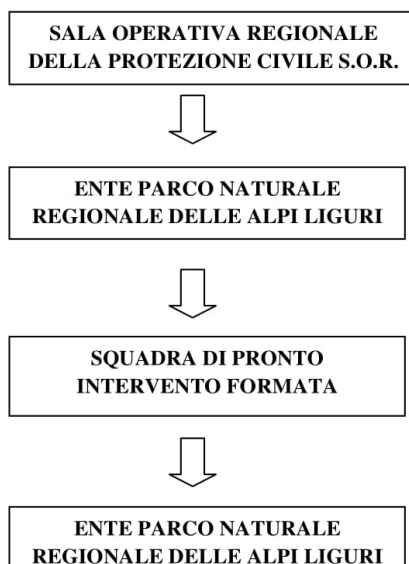 SALA OPERATIVA REGIONALE
DELLA PROTEZIONE CIVILE S.O.R.
ENTE PARCO NATURALE
REGIONALE DELLE ALPI LIGURI
SQUADRA DI PRONTO
INTERVENTO FORMATA
ENTE PARCO NATURALE
REGIONALE DELLE ALPI LIGURI